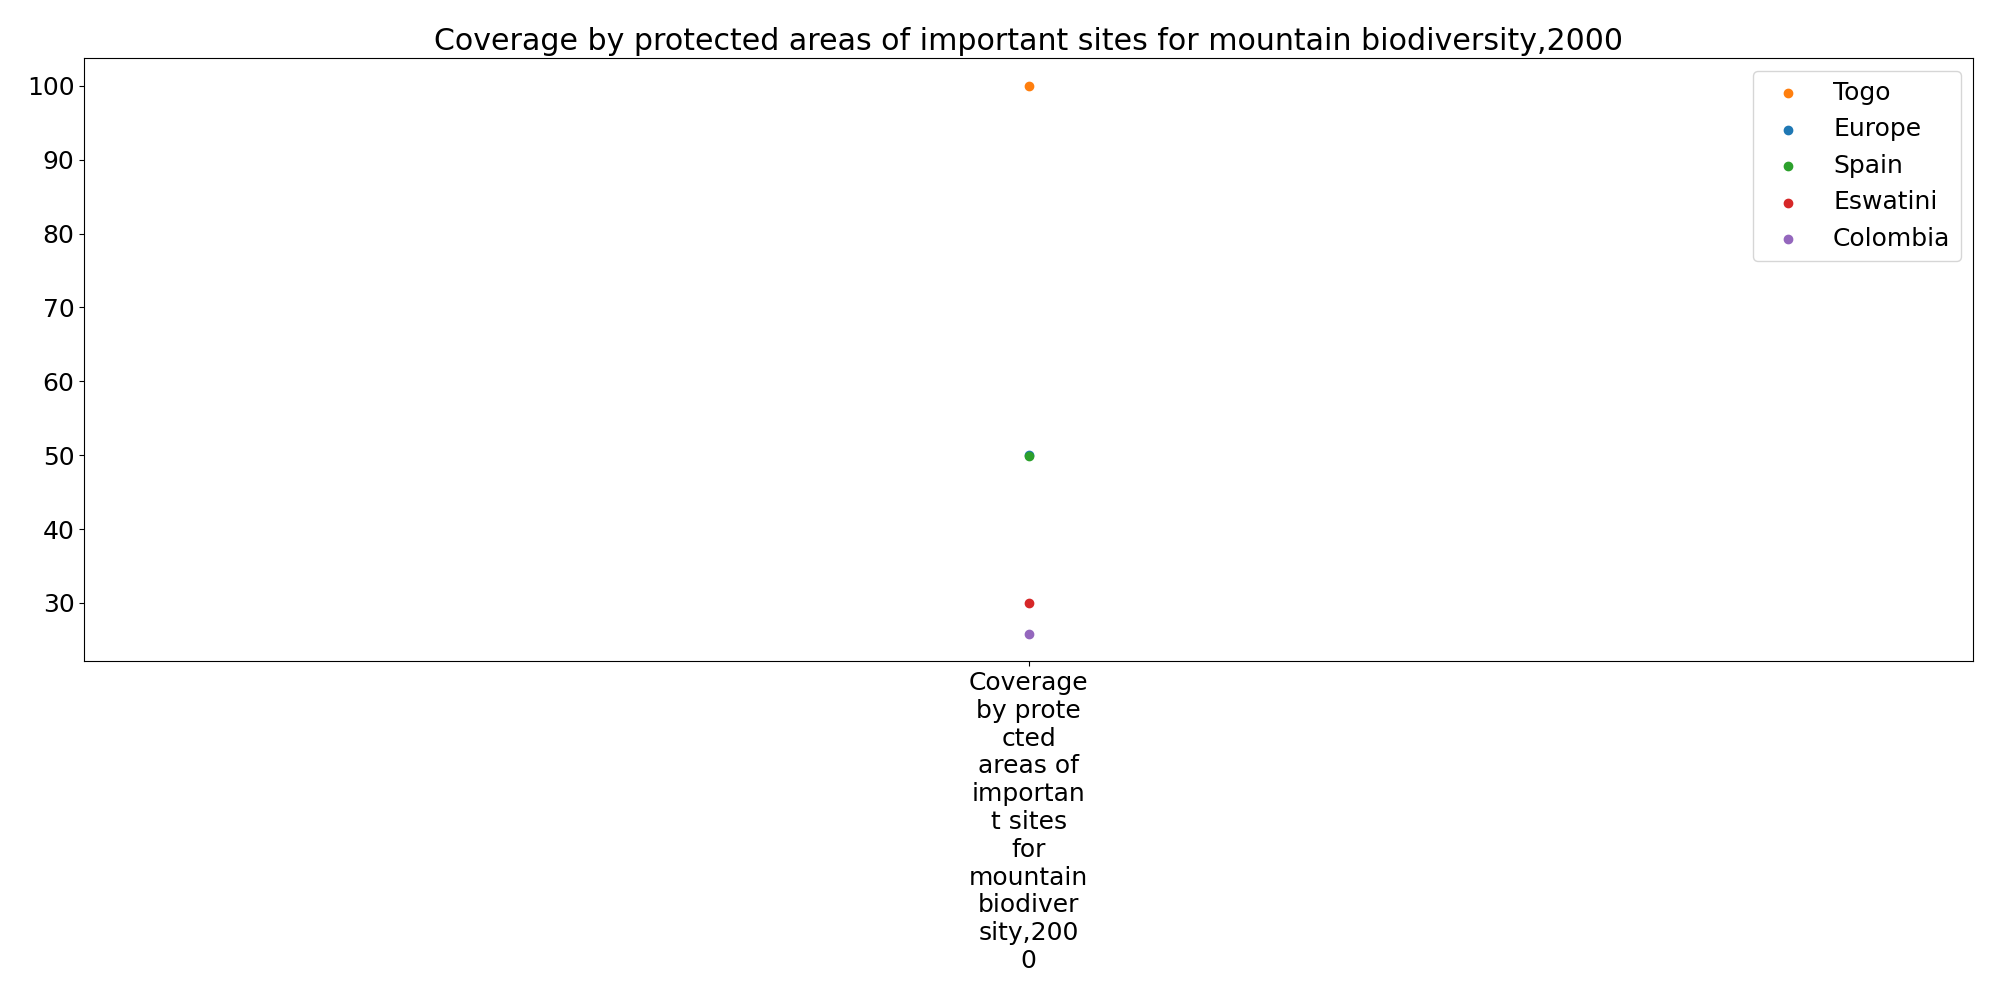 Coverage by protected areas of important sites for mountain biodiversity,2000
100
90
80
70
60
50
40
30
Togo
Europe
Spain
Eswatini
Colombia
Coverage
by prote
cted
areas of
importan
t sites
for
mountain
biodiver
sity,200
0